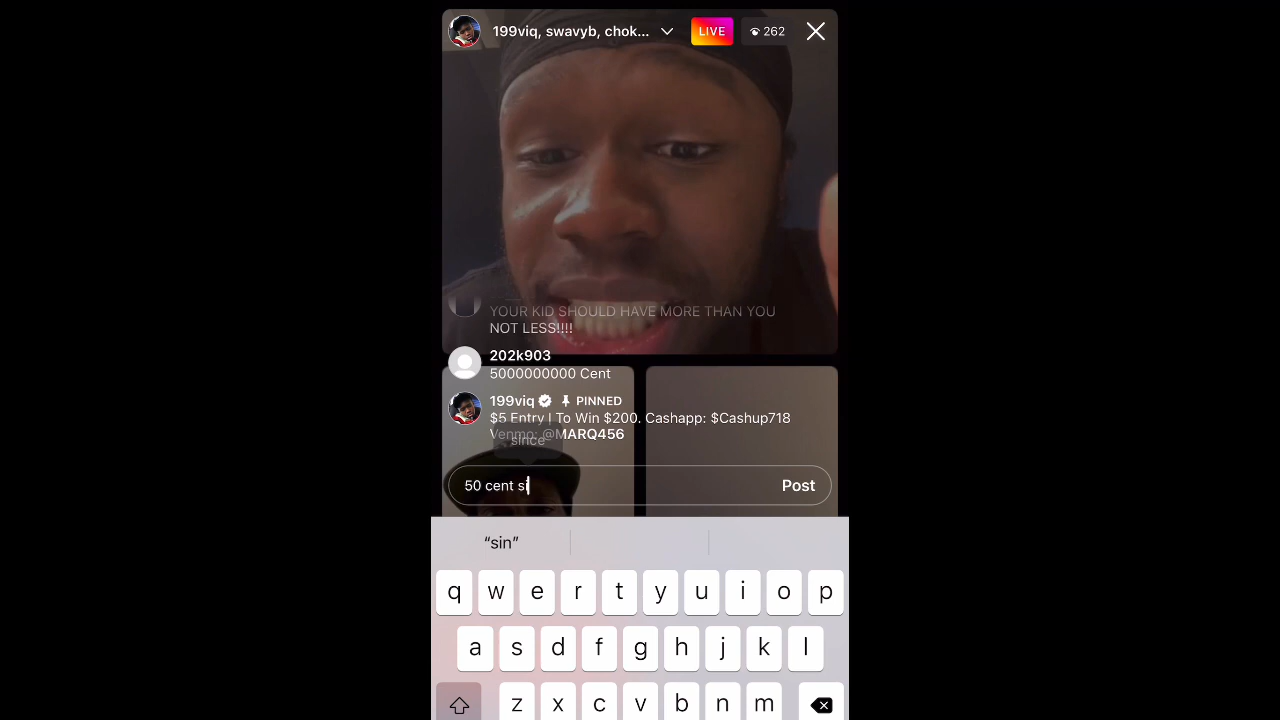 199viq, swavyb, chok... LIVE 262
YOUR KID SHOULD HAVE MORE THAN YOU
NOT LESS!!!!
202k903
5000000000 Cent
199viq PINNED
$5 Entry | To Win $200. Cashapp: $Cashup718
Venmo: @MARQ456
since
50 cent si Post
“sin”
q w e r t y u i o p
a s d f g h j k l
z x c v b n m